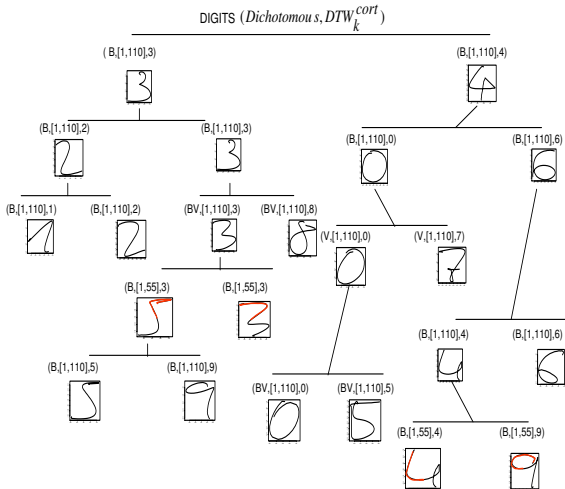 DIGITS (Dichotomous, DTW_k^cort)
( B,[1,110],3) (B,[1,110],4)
(B,[1,110],2) (B,[1,110],3) (B,[1,110],0) (B,[1,110],6)
(B,[1,110],1) (B,[1,110],2) (BV,[1,110],3) (BV,[1,110],8)
(V,[1,110],0) (V,[1,110],7)
(B,[1,55],3) (B,[1,55],3)
(B,[1,110],4) (B,[1,110],6)
(B,[1,110],5) (B,[1,110],9)
(BV,[1,110],0) (BV,[1,110],5)
(B,[1,55],4) (B,[1,55],9)